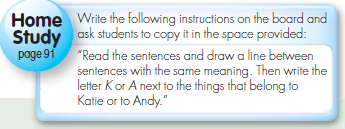 Home
Study
page 91
Write the following instructions on the board and
ask students to copy it in the space provided:
“Read the sentences and draw a line between
sentences with the same meaning. Then write the
letter K or A next to the things that belong to
Katie or to Andy.”